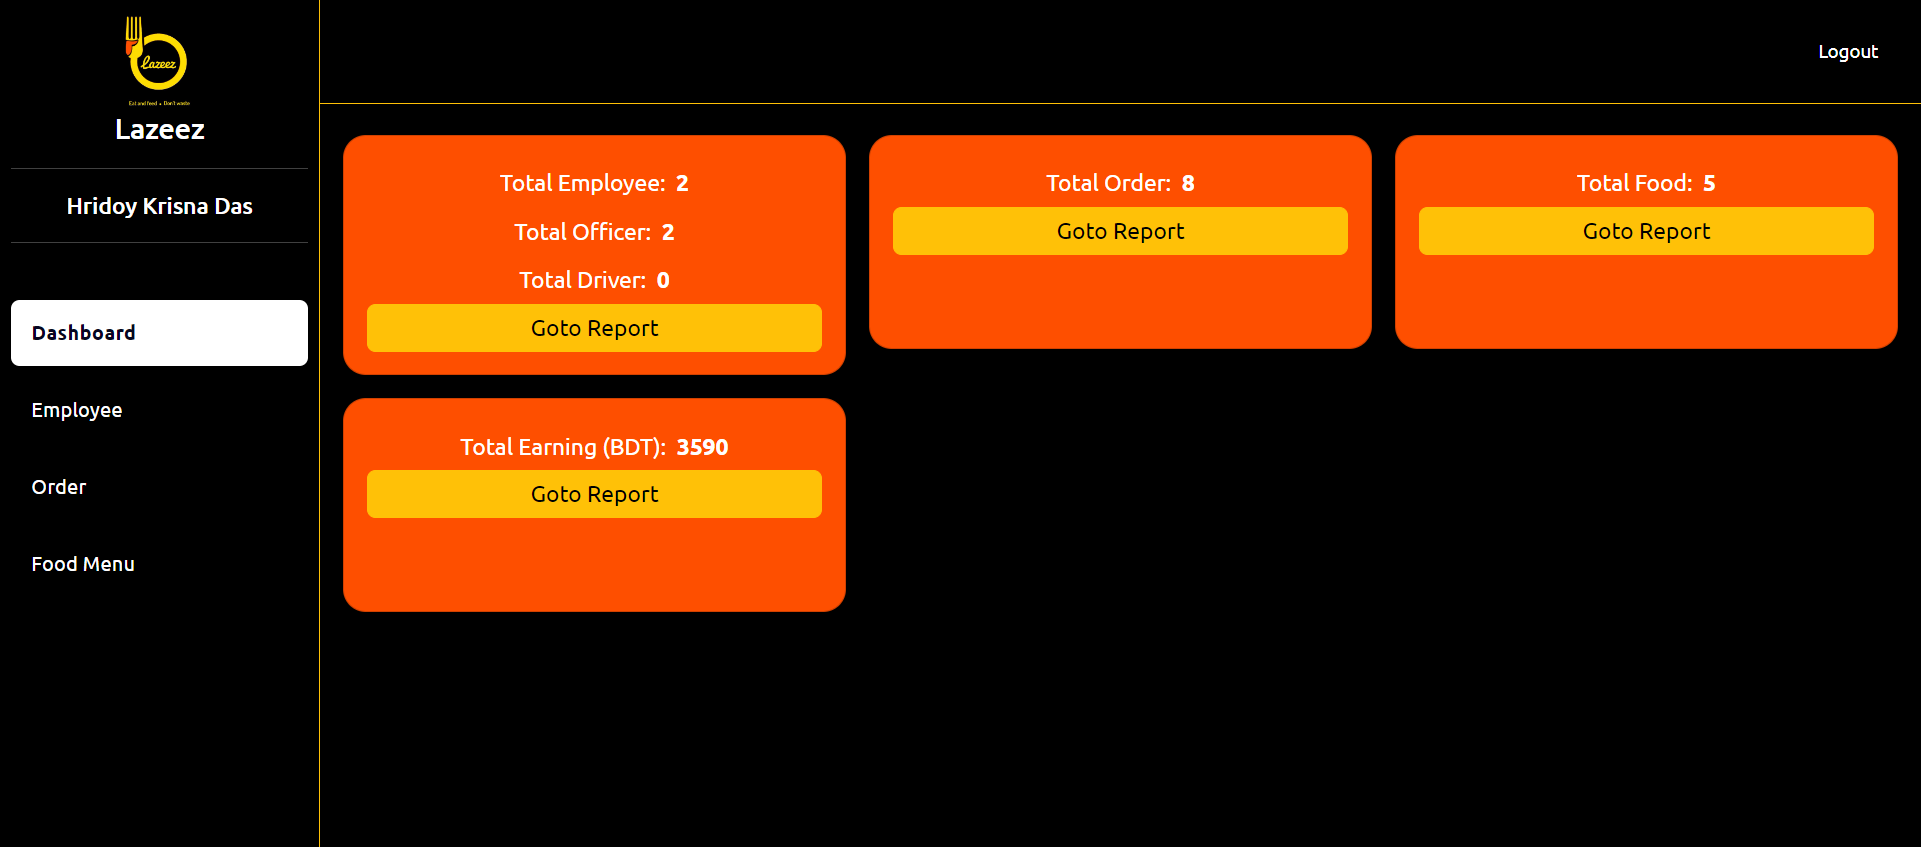 Lazeez
Eat and feed • Don't waste
Lazeez
Hridoy Krisna Das
Dashboard
Employee
Order
Food Menu
Logout
Total Employee: 2
Total Officer: 2
Total Driver: 0
Goto Report
Total Order: 8
Goto Report
Total Food: 5
Goto Report
Total Earning (BDT): 3590
Goto Report